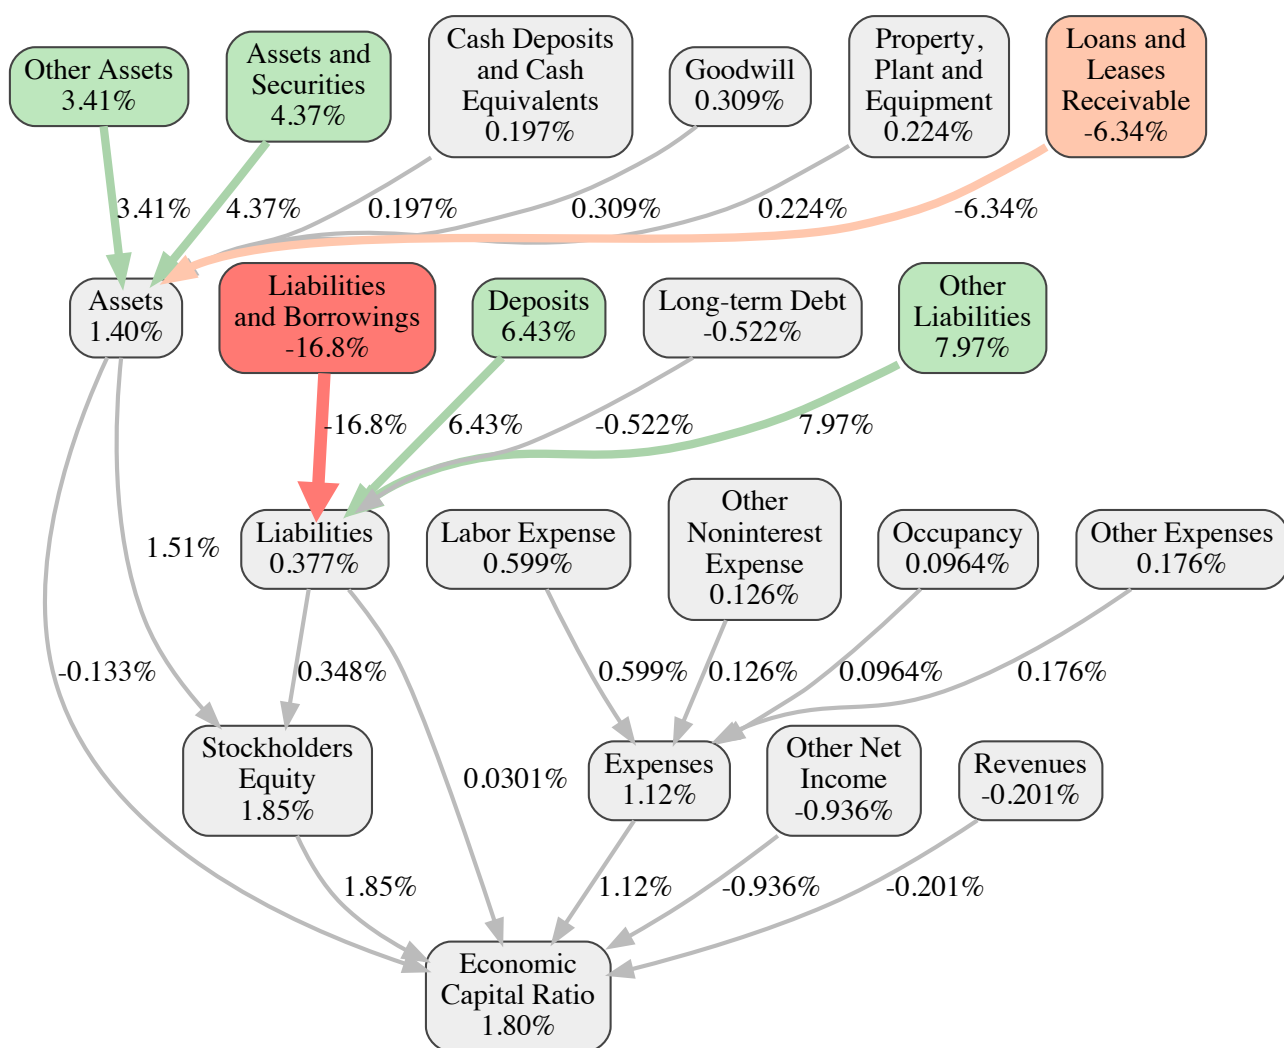 Other Assets
3.41%
Assets and
Securities
4.37%
Cash Deposits
and Cash
Equivalents
0.197%
Goodwill
0.309%
Property,
Plant and
Equipment
0.224%
Loans and
Leases
Receivable
-6.34%
3.41%
4.37%
0.197%
0.309%
0.224%
-6.34%
Assets
1.40%
Liabilities
and Borrowings
-16.8%
Deposits
6.43%
Long-term Debt
-0.522%
Other
Liabilities
7.97%
-16.8%
6.43%
-0.522%
7.97%
1.51%
Liabilities
0.377%
Labor Expense
0.599%
Other
Noninterest
Expense
0.126%
Occupancy
0.0964%
Other Expenses
0.176%
-0.133%
0.348%
0.599%
0.126%
0.0964%
0.176%
Stockholders
Equity
1.85%
0.0301%
Expenses
1.12%
Other Net
Income
-0.936%
Revenues
-0.201%
1.85%
1.12%
-0.936%
-0.201%
Economic
Capital Ratio
1.80%